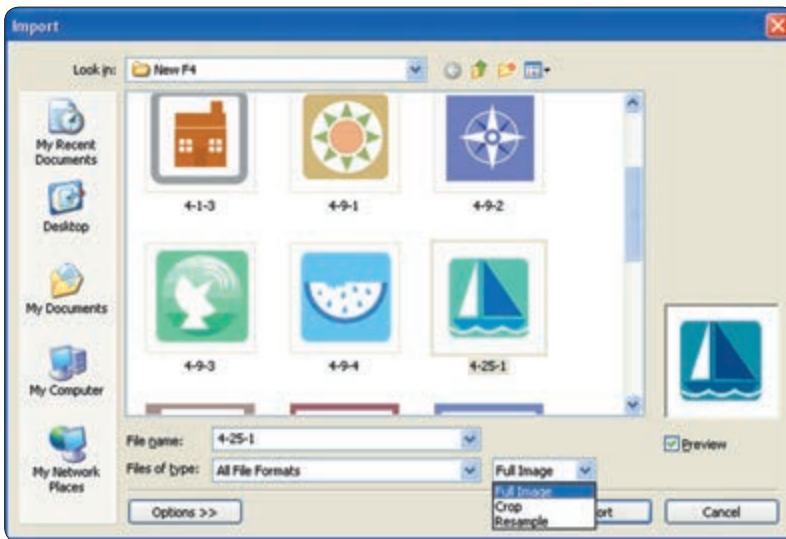 Import
Look in: New F4
My Recent
Documents
Desktop
My Documents
My Computer
My Network
Places
4-1-3 4-9-1 4-9-2
4-9-3 4-9-4 4-25-1
Preview
File name: 4-25-1
Files of type: All File Formats Full Image
Full Image
Crop
Resample
Options >> ort Cancel